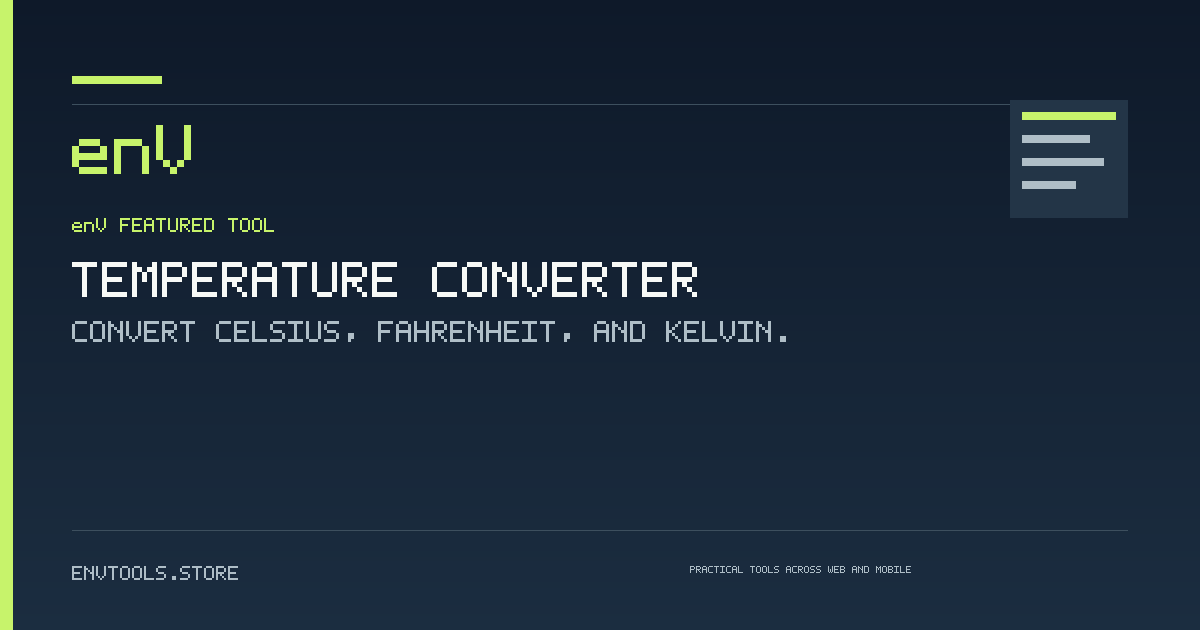 enV
enV FEATURED TOOL
TEMPERATURE CONVERTER
CONVERT CELSIUS, FAHRENHEIT, AND KELVIN.
ENVTOOLS.STORE
PRACTICAL TOOLS ACROSS WEB AND MOBILE